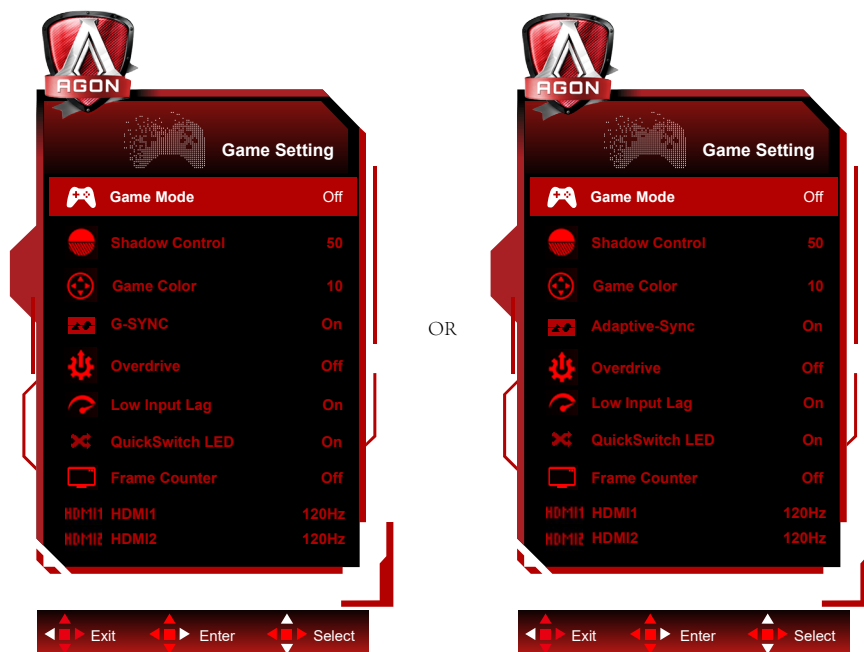 AGON
Game Setting
Game Mode Off
Shadow Control 50
Game Color 10
G-SYNC On
Overdrive Off
Low Input Lag On
QuickSwitch LED On
Frame Counter Off
HDMI1 HDMI1 120Hz
HDMI2 HDMI2 120Hz
Exit Enter Select
OR
AGON
Game Setting
Game Mode Off
Shadow Control 50
Game Color 10
Adaptive-Sync On
Overdrive Off
Low Input Lag On
QuickSwitch LED On
Frame Counter Off
HDMI1 HDMI1 120Hz
HDMI2 HDMI2 120Hz
Exit Enter Select